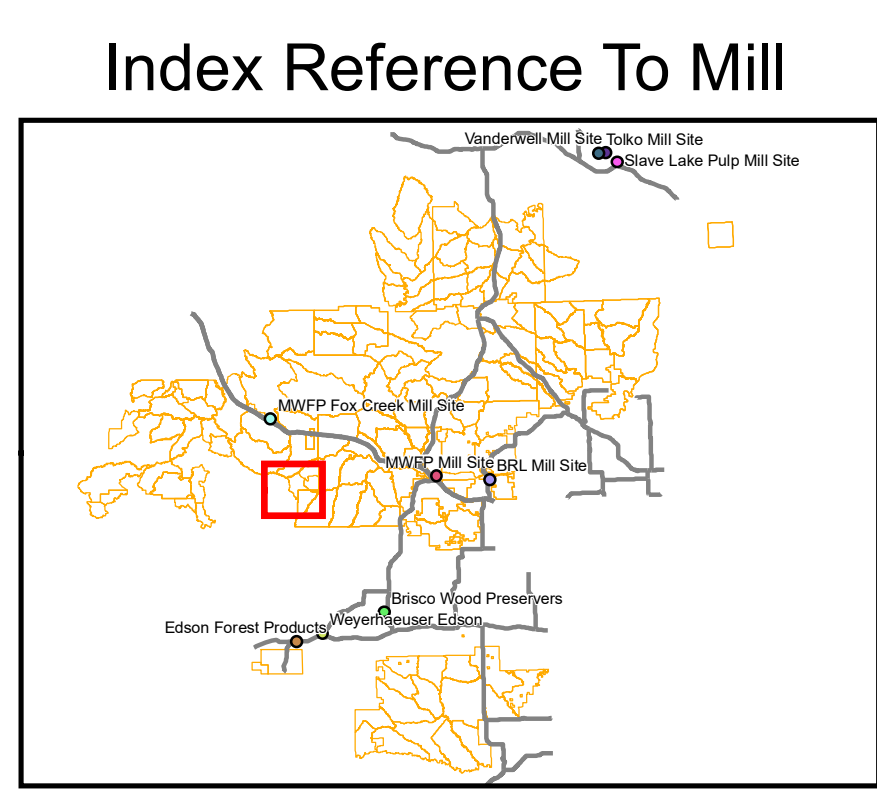 Index Reference To Mill
Vanderwell Mill Site
Tolko Mill Site
Slave Lake Pulp Mill Site
MWFP Fox Creek Mill Site
MWFP Mill Site
BRL Mill Site
Brisco Wood Preservers
Weyerhaeuser Edson
Edson Forest Products